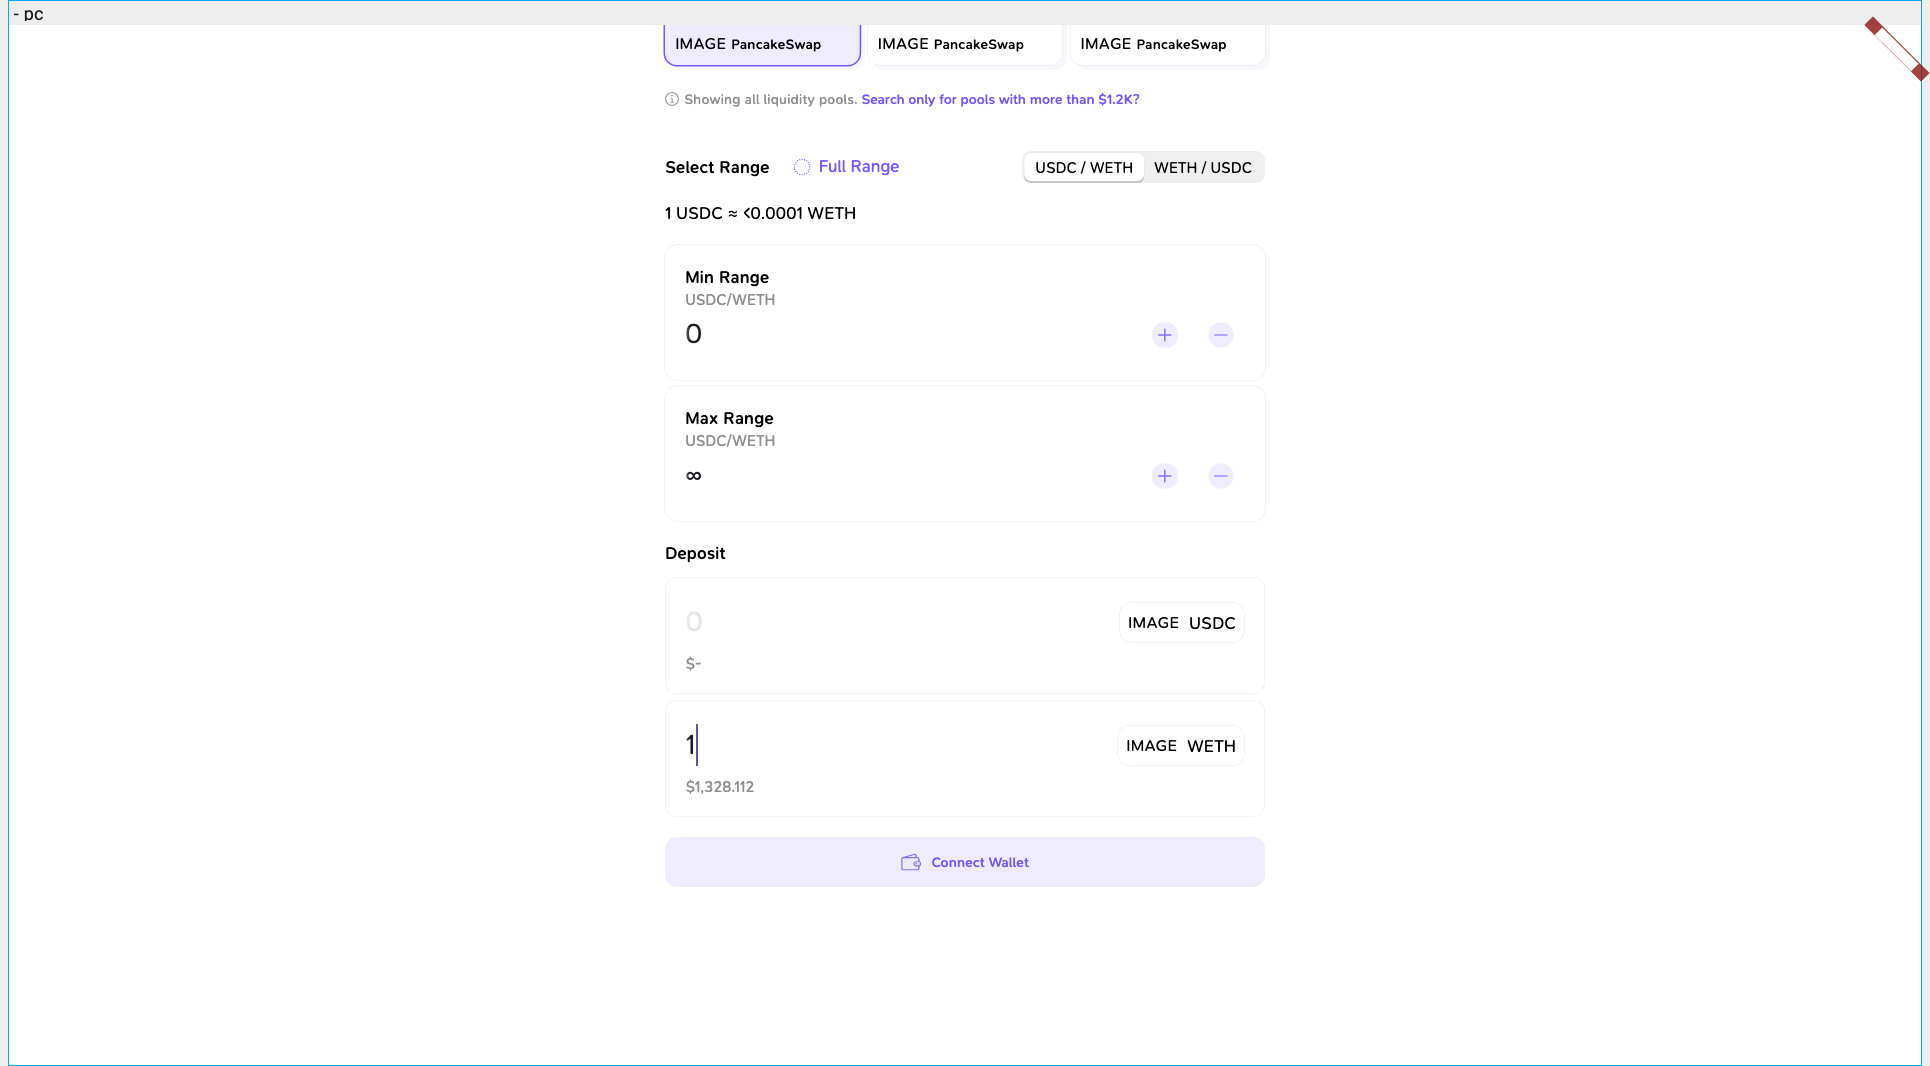 - pc
IMAGE PancakeSwap IMAGE PancakeSwap IMAGE PancakeSwap
Showing all liquidity pools. Search only for pools with more than $1.2K?
Select Range Full Range USDC / WETH WETH / USDC
1 USDC ≈ <0.0001 WETH
Min Range
USDC/WETH
0
Max Range
USDC/WETH
∞
Deposit
0 IMAGE USDC
$-
1 IMAGE WETH
$1,328.112
Connect Wallet